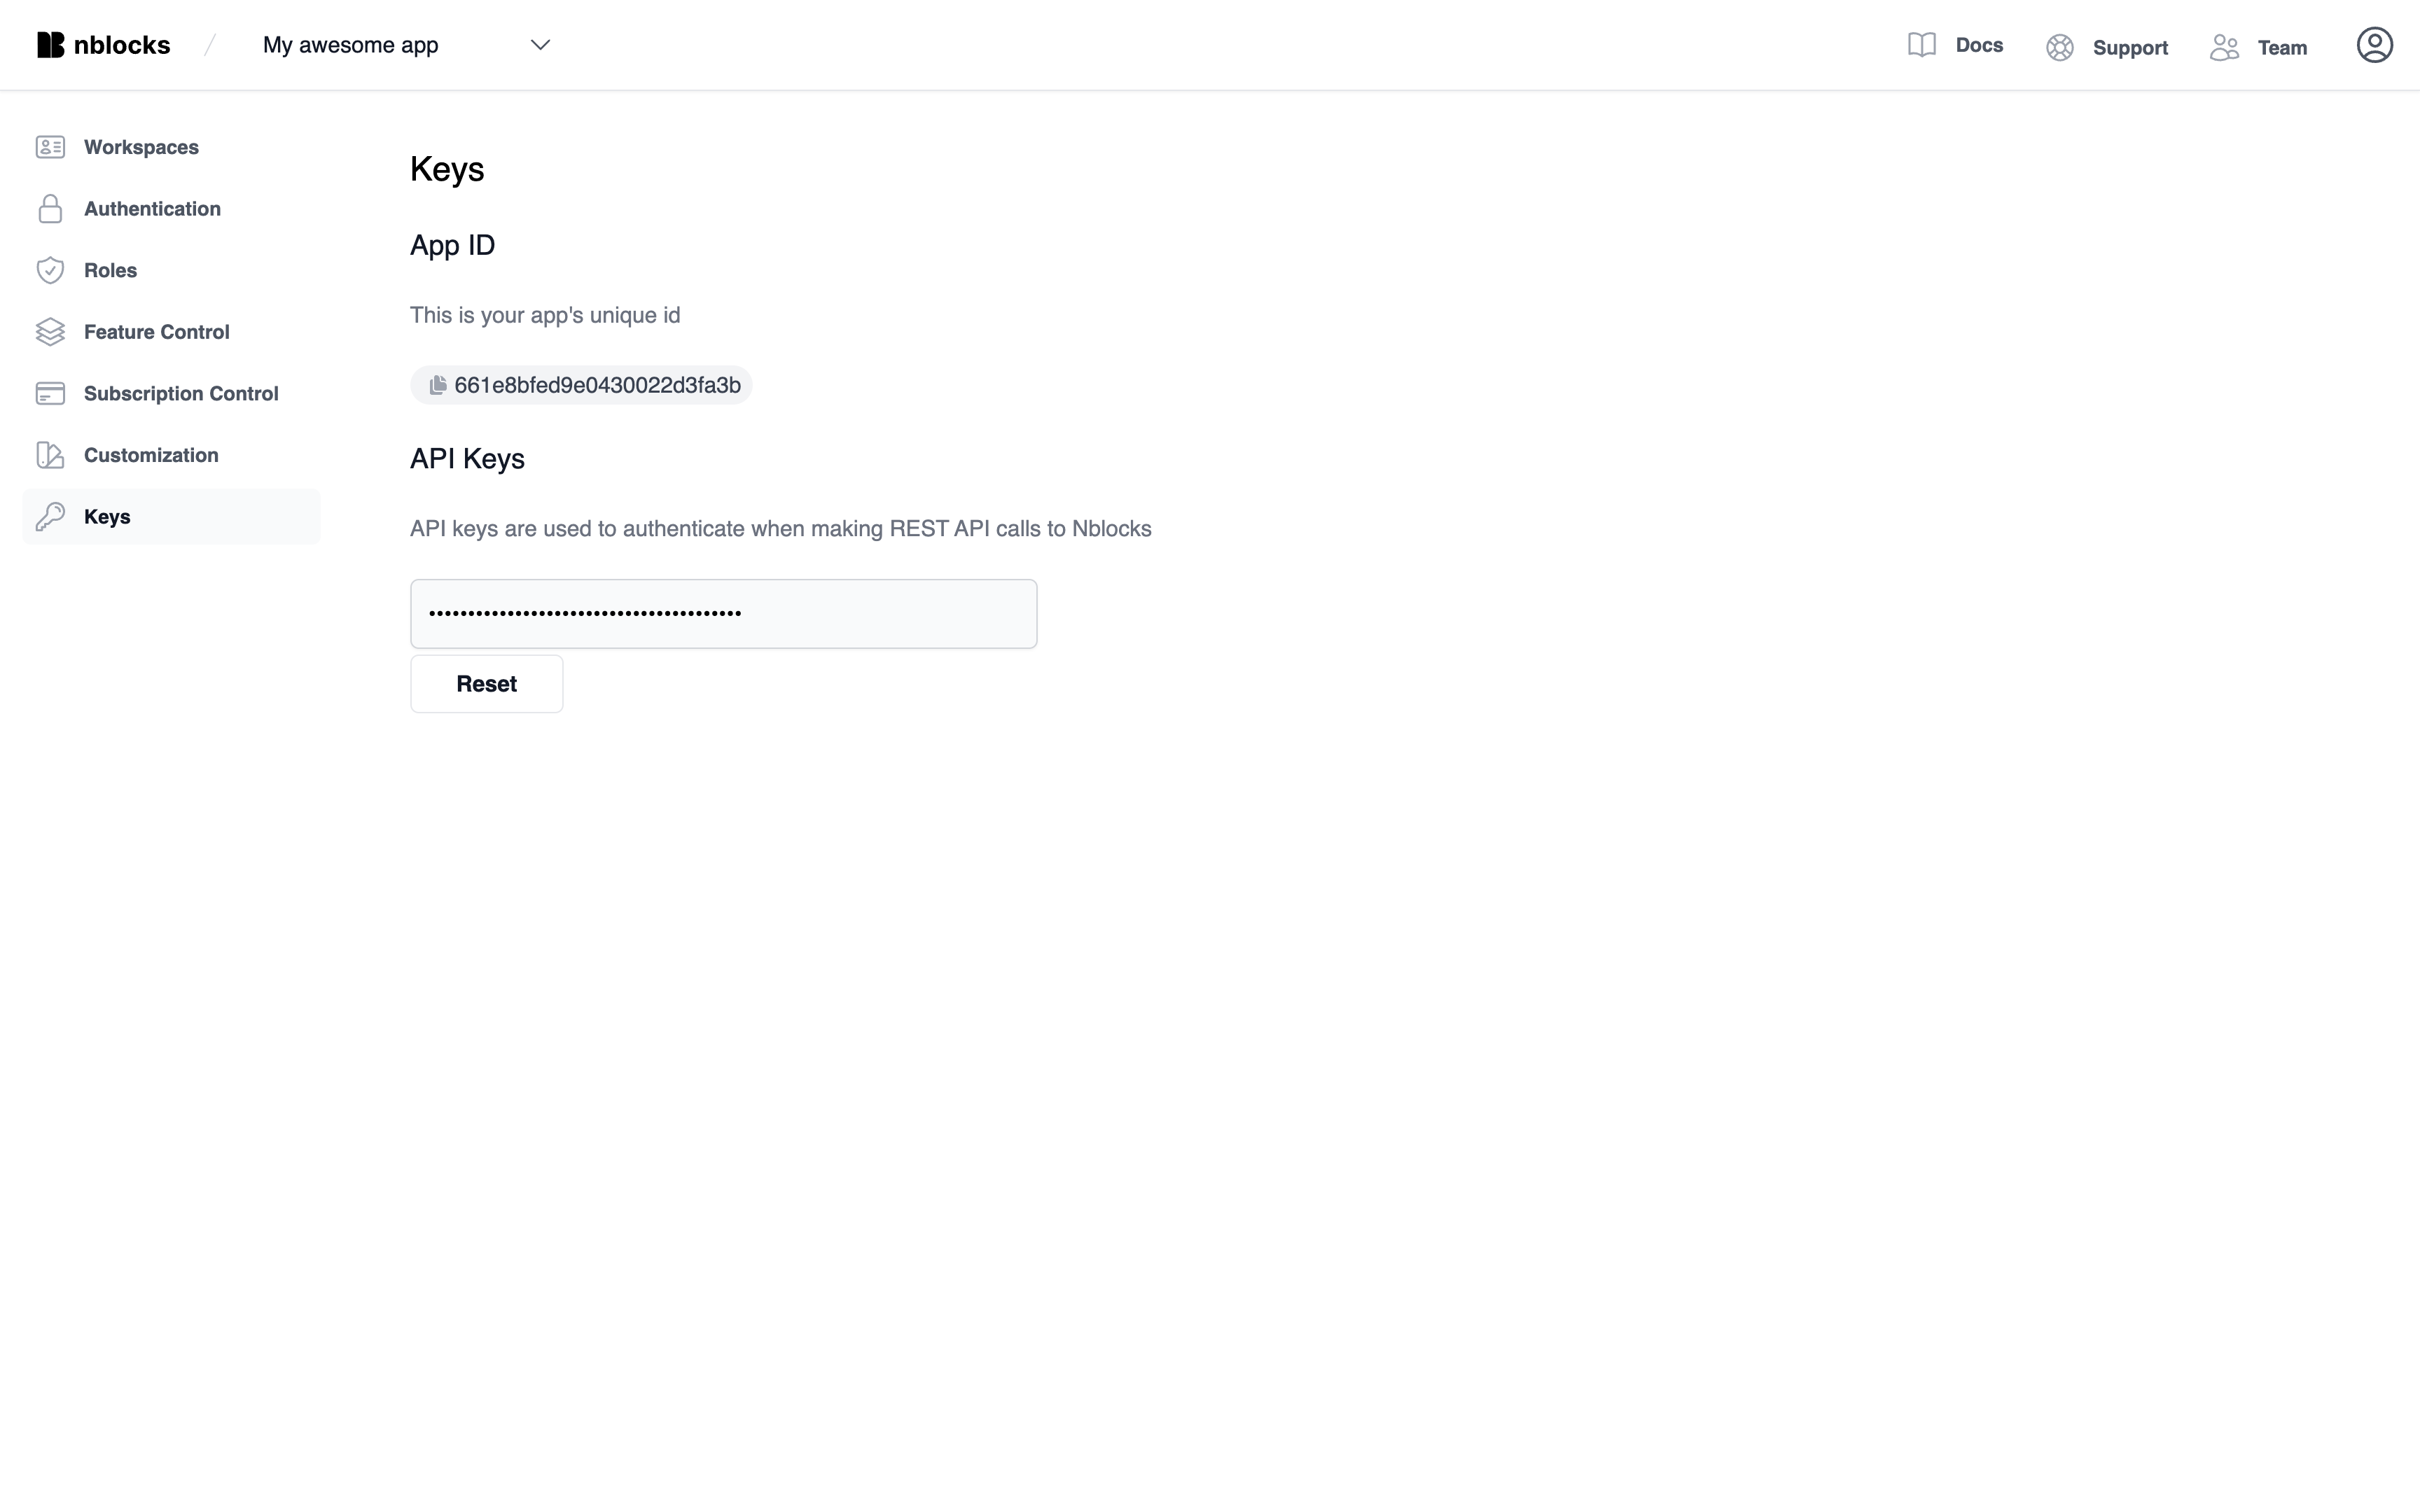 nblocks / My awesome app
Docs
Support
Team
Workspaces
Authentication
Roles
Feature Control
Subscription Control
Customization
Keys
Keys
App ID
This is your app's unique id
661e8bfed9e0430022d3fa3b
API Keys
API keys are used to authenticate when making REST API calls to Nblocks
••••••••••••••••••••••••••••••••••••••••
Reset